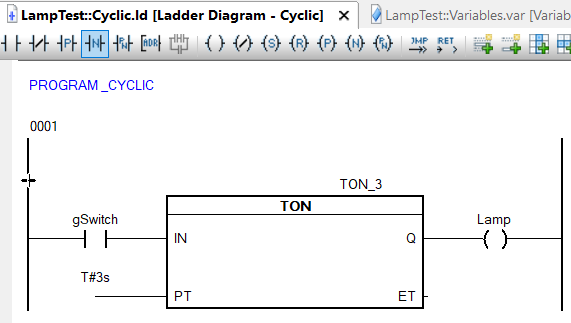 LampTest::Cyclic.ld [Ladder Diagram - Cyclic] X LampTest::Variables.var [Variab
P N P N ADR S R P N P N JMP RET
PROGRAM _CYCLIC
0001
TON_3
TON
gSwitch
Lamp
IN
Q
T#3s
PT
ET